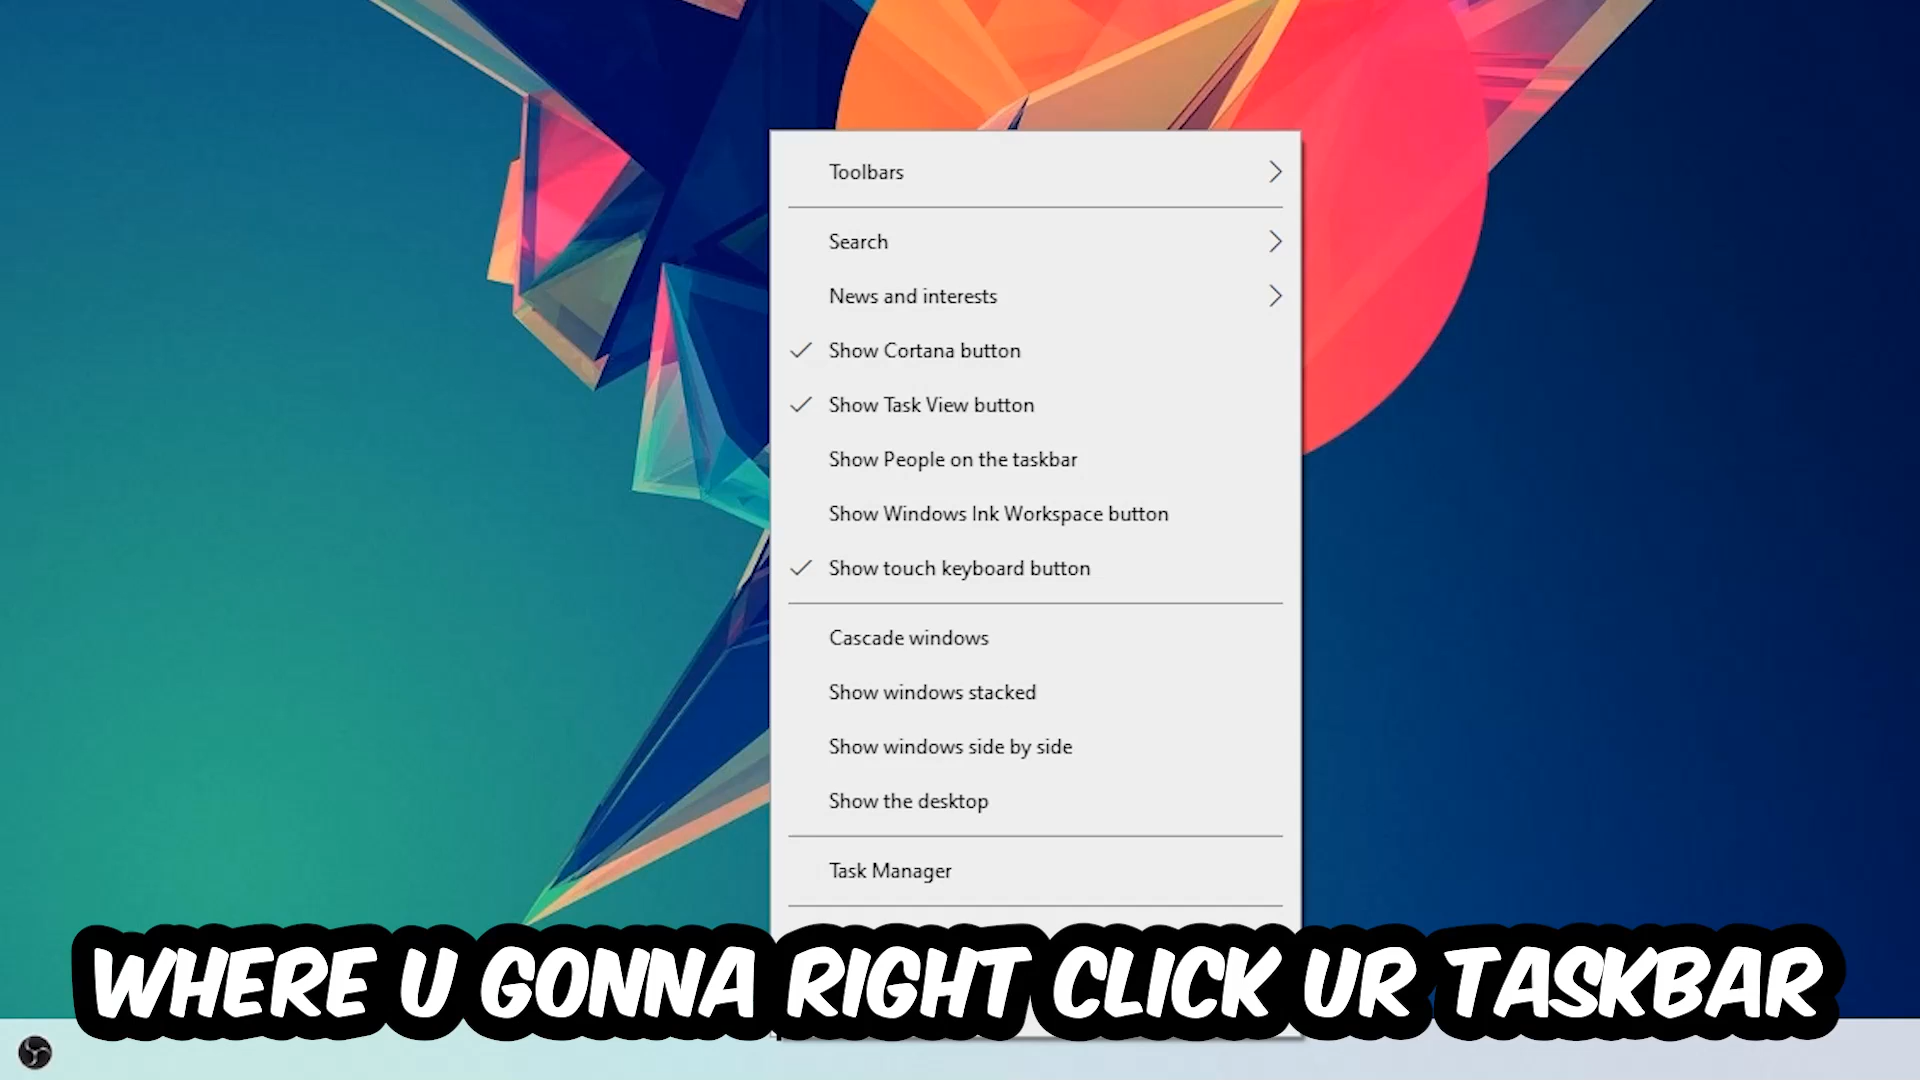 Toolbars
Search
News and interests
Show Cortana button
Show Task View button
Show People on the taskbar
Show Windows Ink Workspace button
Show touch keyboard button
Cascade windows
Show windows stacked
Show windows side by side
Show the desktop
Task Manager
WHERE U GONNA RIGHT CLICK UR TASKBAR